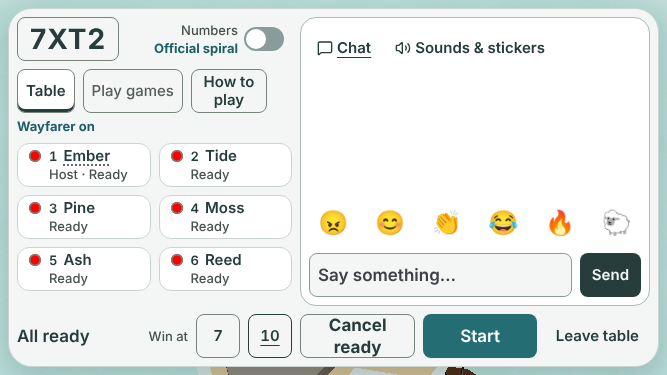 7XT2
Numbers
Official spiral
Table
Play games
How to
play
Wayfarer on
1 Ember
Host · Ready
2 Tide
Ready
3 Pine
Ready
4 Moss
Ready
5 Ash
Ready
6 Reed
Ready
Chat
Sounds & stickers
Say something...
Send
All ready
Win at
7
10
Cancel
ready
Start
Leave table